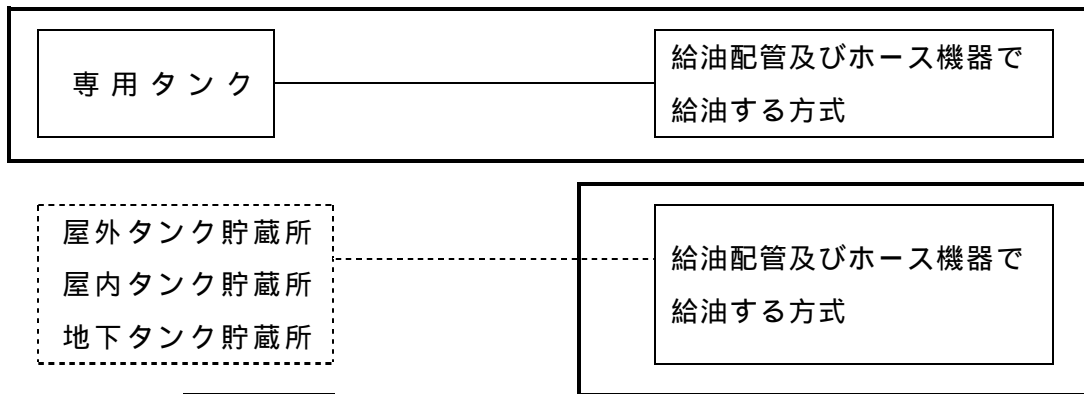 専用タンク
給油配管及びホース機器で
給油する方式
屋外タンク貯蔵所
屋内タンク貯蔵所
地下タンク貯蔵所
給油配管及びホース機器で
給油する方式